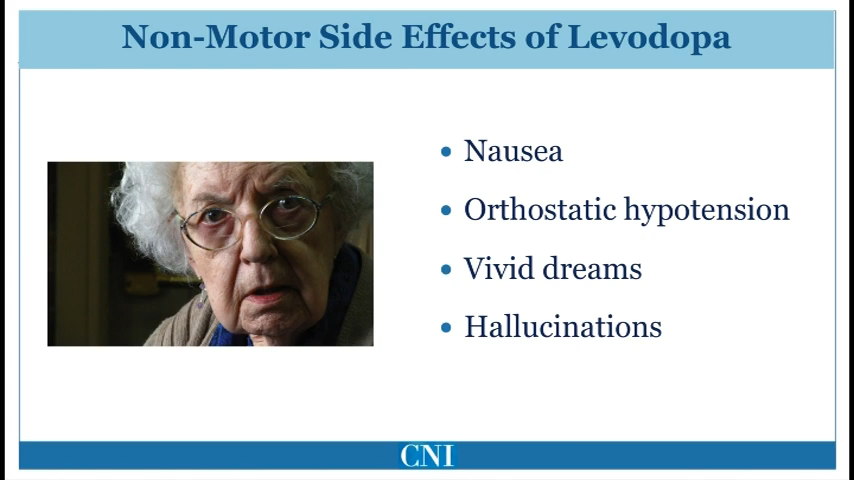 Non-Motor Side Effects of Levodopa
• Nausea
• Orthostatic hypotension
• Vivid dreams
• Hallucinations
CNI